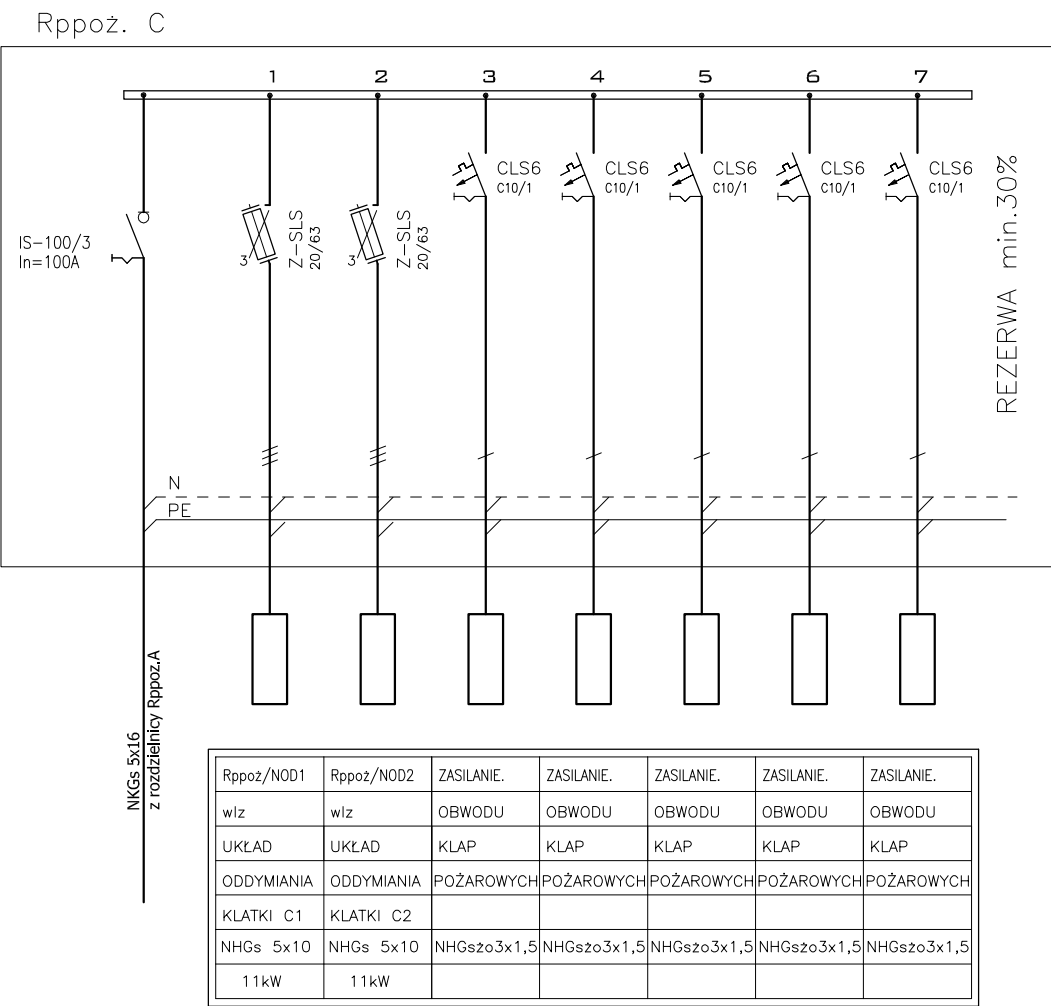 Rppoż. C
1 2 3 4 5 6 7
IS-100/3
In=100A
3
Z-SLS
20/63
3
Z-SLS
20/63
CLS6
C10/1
CLS6
C10/1
CLS6
C10/1
CLS6
C10/1
CLS6
C10/1
REZERWA min.30%
N
PE
NKGs 5x16
z rozdzielnicy Rppoz.A
Rppoż/NOD1 Rppoż/NOD2 ZASILANIE. ZASILANIE. ZASILANIE. ZASILANIE. ZASILANIE.
wlz wlz OBWODU OBWODU OBWODU OBWODU OBWODU
UKŁAD UKŁAD KLAP KLAP KLAP KLAP KLAP
ODDYMIANIA ODDYMIANIA POŻAROWYCH POŻAROWYCH POŻAROWYCH POŻAROWYCH POŻAROWYCH
KLATKI C1 KLATKI C2
NHGs 5x10 NHGs 5x10 NHGsżo3x1,5 NHGsżo3x1,5 NHGsżo3x1,5 NHGsżo3x1,5 NHGsżo3x1,5
11kW 11kW